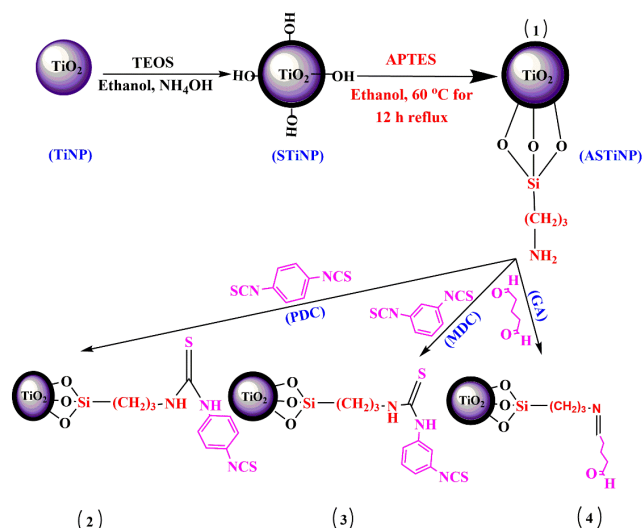 TiO2
TEOS
Ethanol, NH4OH
(TiNP)
OH
HO
TiO2
OH
HO
(STiNP)
APTES
Ethanol, 60 °C for
12 h reflux
(1)
TiO2
O
O
O
Si
(CH2)3
NH2
(ASTiNP)
SCN
NCS
(PDC)
SCN
NCS
(MDC)
O
H
O
H
(GA)
TiO2
O
O
O
Si
(CH2)3
NH
S
NH
NCS
(2)
TiO2
O
O
O
Si
(CH2)3
N
H
S
NH
NCS
(3)
TiO2
O
O
O
Si
(CH2)3
N
O
H
(4)